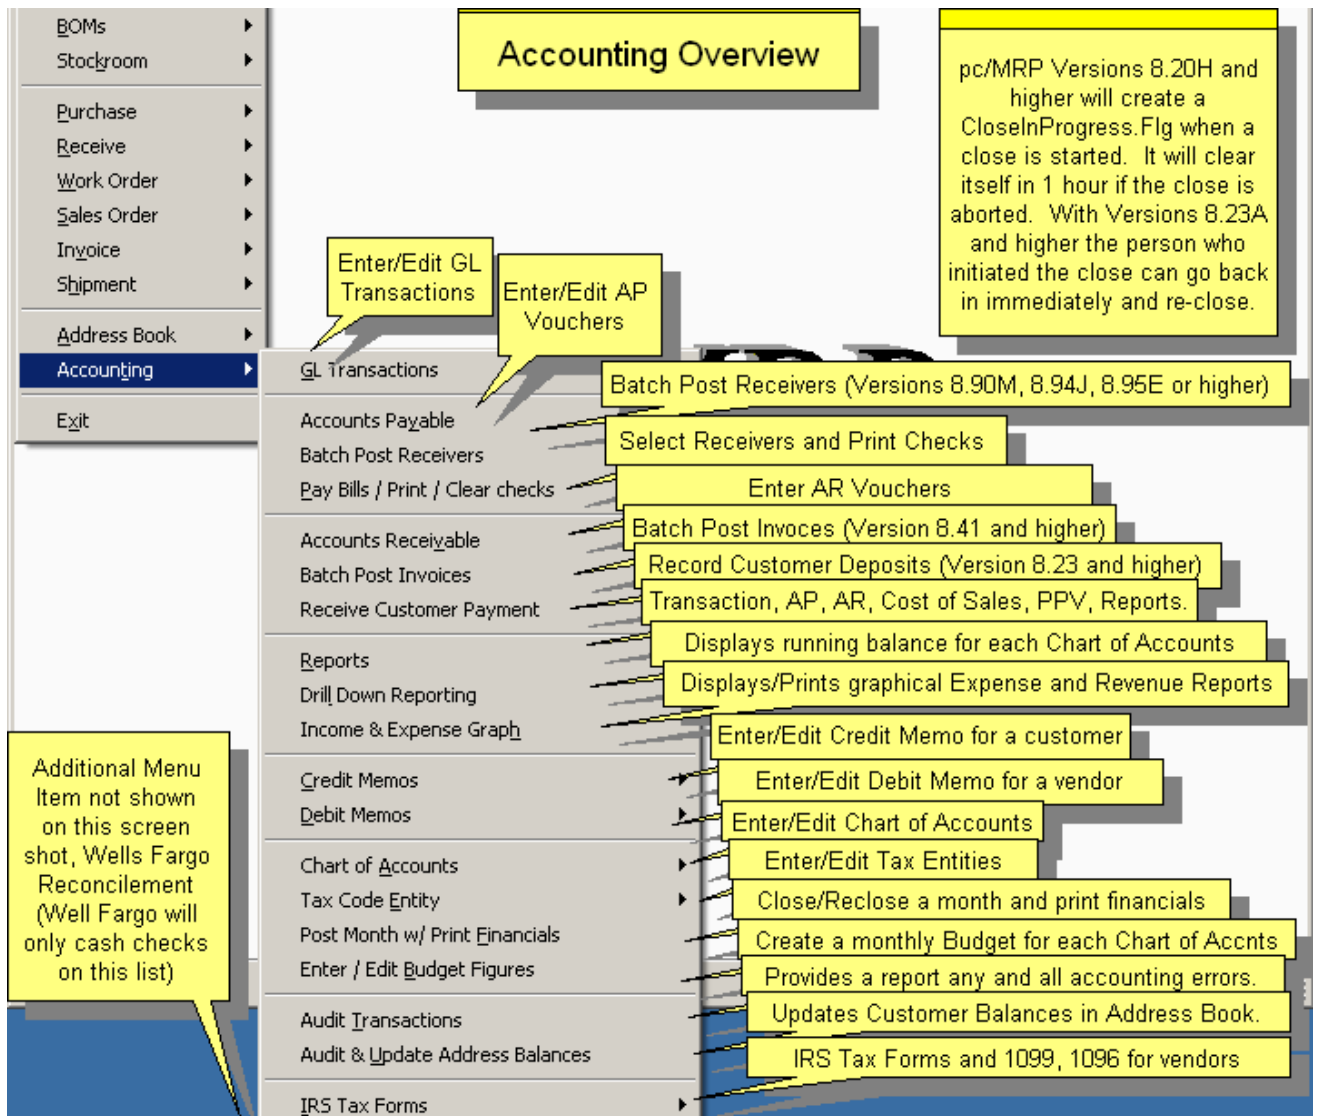 BOMs
Stockroom
Purchase
Receive
Work Order
Sales Order
Invoice
Shipment
Address Book
Accounting
Exit
Accounting Overview
pc/MRP Versions 8.20H and
higher will create a
CloseInProgress.Flg when a
close is started. It will clear
itself in 1 hour if the close is
aborted. With Versions 8.23A
and higher the person who
initiated the close can go back
in immediately and re-close.
Enter/Edit GL
Transactions
Enter/Edit AP
Vouchers
GL Transactions
Accounts Payable
Batch Post Receivers
Pay Bills / Print / Clear checks
Accounts Receivable
Batch Post Invoices
Receive Customer Payment
Reports
Drill Down Reporting
Income & Expense Graph
Credit Memos
Debit Memos
Chart of Accounts
Tax Code Entity
Post Month w/ Print Financials
Enter / Edit Budget Figures
Audit Transactions
Audit & Update Address Balances
IRS Tax Forms
Batch Post Receivers (Versions 8.90M, 8.94J, 8.95E or higher)
Select Receivers and Print Checks
Enter AR Vouchers
Batch Post Invoces (Version 8.41 and higher)
Record Customer Deposits (Version 8.23 and higher)
Transaction, AP, AR, Cost of Sales, PPV, Reports.
Displays running balance for each Chart of Accounts
Displays/Prints graphical Expense and Revenue Reports
Enter/Edit Credit Memo for a customer
Enter/Edit Debit Memo for a vendor
Enter/Edit Chart of Accounts
Enter/Edit Tax Entities
Close/Reclose a month and print financials
Create a monthly Budget for each Chart of Accnts
Provides a report any and all accounting errors.
Updates Customer Balances in Address Book.
IRS Tax Forms and 1099, 1096 for vendors
Additional Menu
Item not shown
on this screen
shot, Wells Fargo
Reconcilement
(Well Fargo will
only cash checks
on this list)